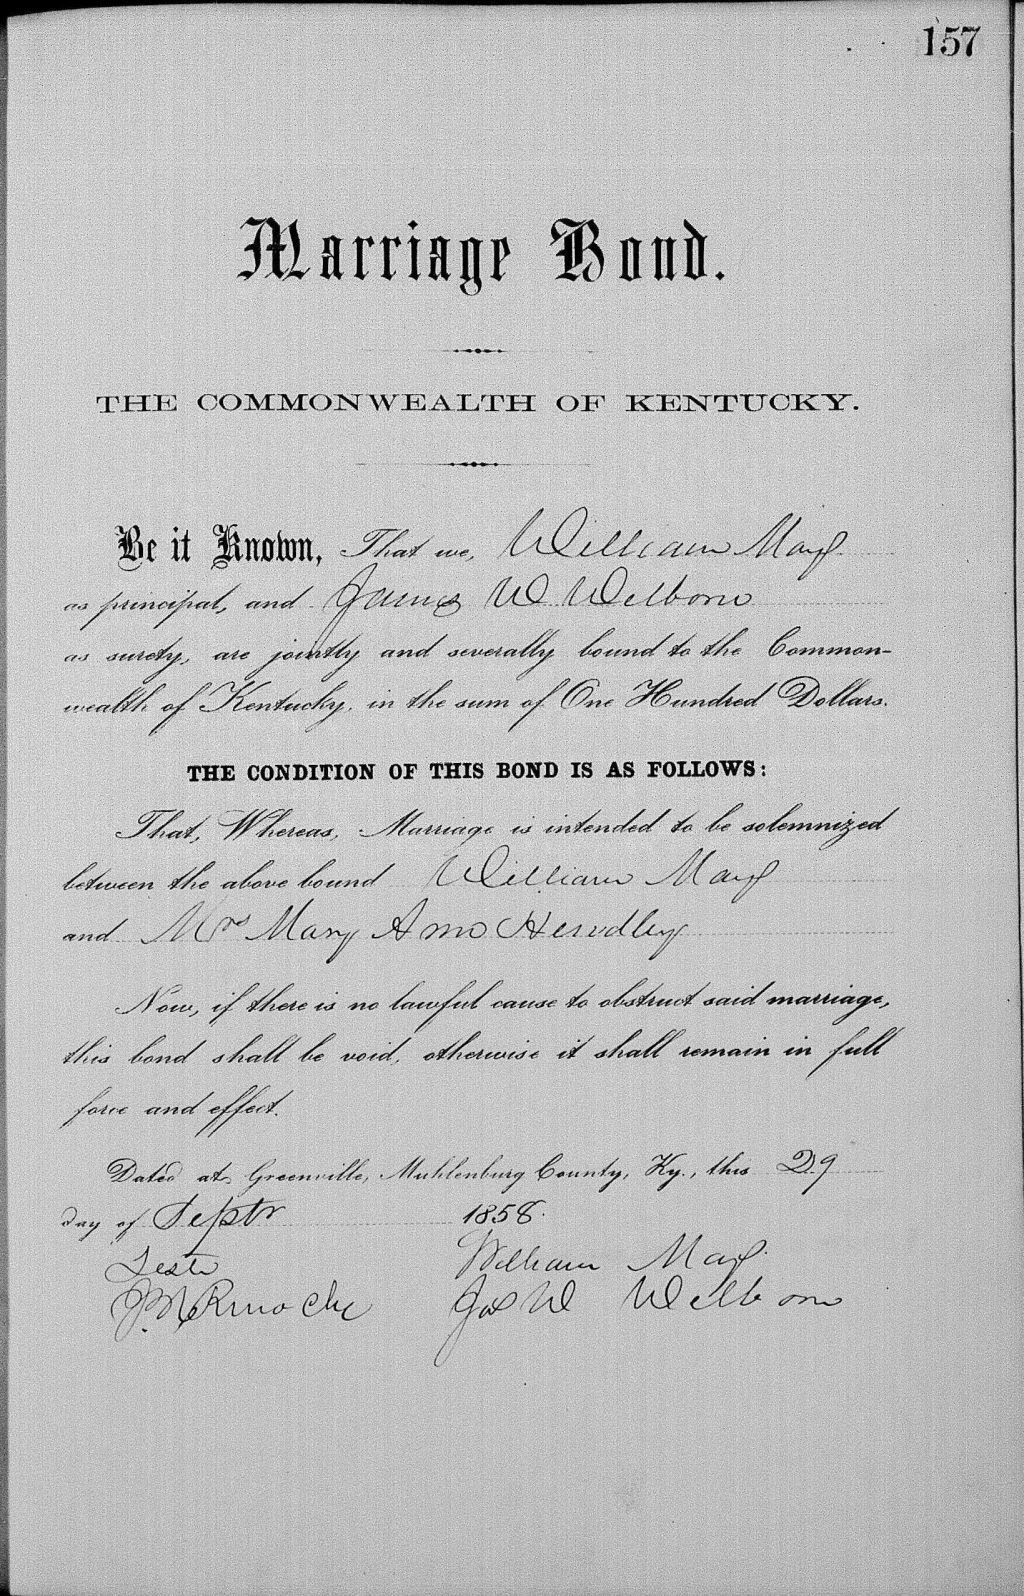 157
Marriage Bond.
THE COMMONWEALTH OF KENTUCKY.
Be it Known, That we, William May
as principal, and James W Welborn
as surety, are jointly and severally bound to the Common-
wealth of Kentucky, in the sum of One Hundred Dollars.
THE CONDITION OF THIS BOND IS AS FOLLOWS:
That, Whereas, Marriage is intended to be solemnized
between the above bound William May
and Mrs Mary Ann Hendley
Now, if there is no lawful cause to obstruct said marriage,
this bond shall be void, otherwise it shall remain in full
force and effect.
Dated at Greenville, Muhlenburg County, Ky., this 29
day of Septr 1858.
Teste William May
Jas W Welborn